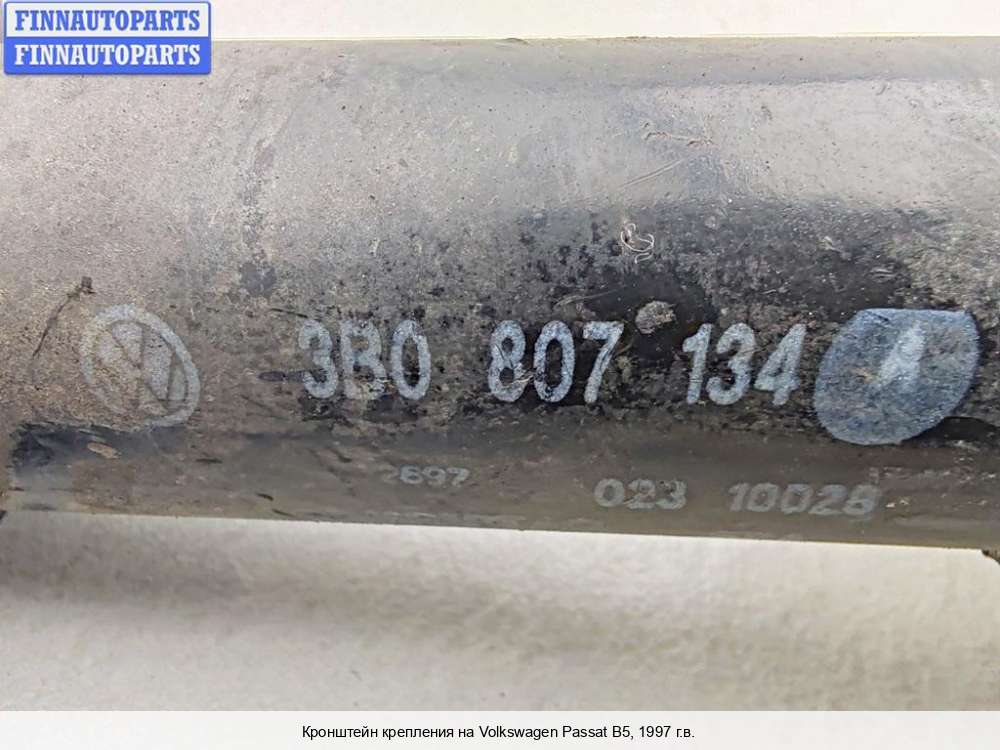 FINNAUTOPARTS
FINNAUTOPARTS
3B0 807 134 A
2697 023 10028
Кронштейн крепления на Volkswagen Passat B5, 1997 г.в.